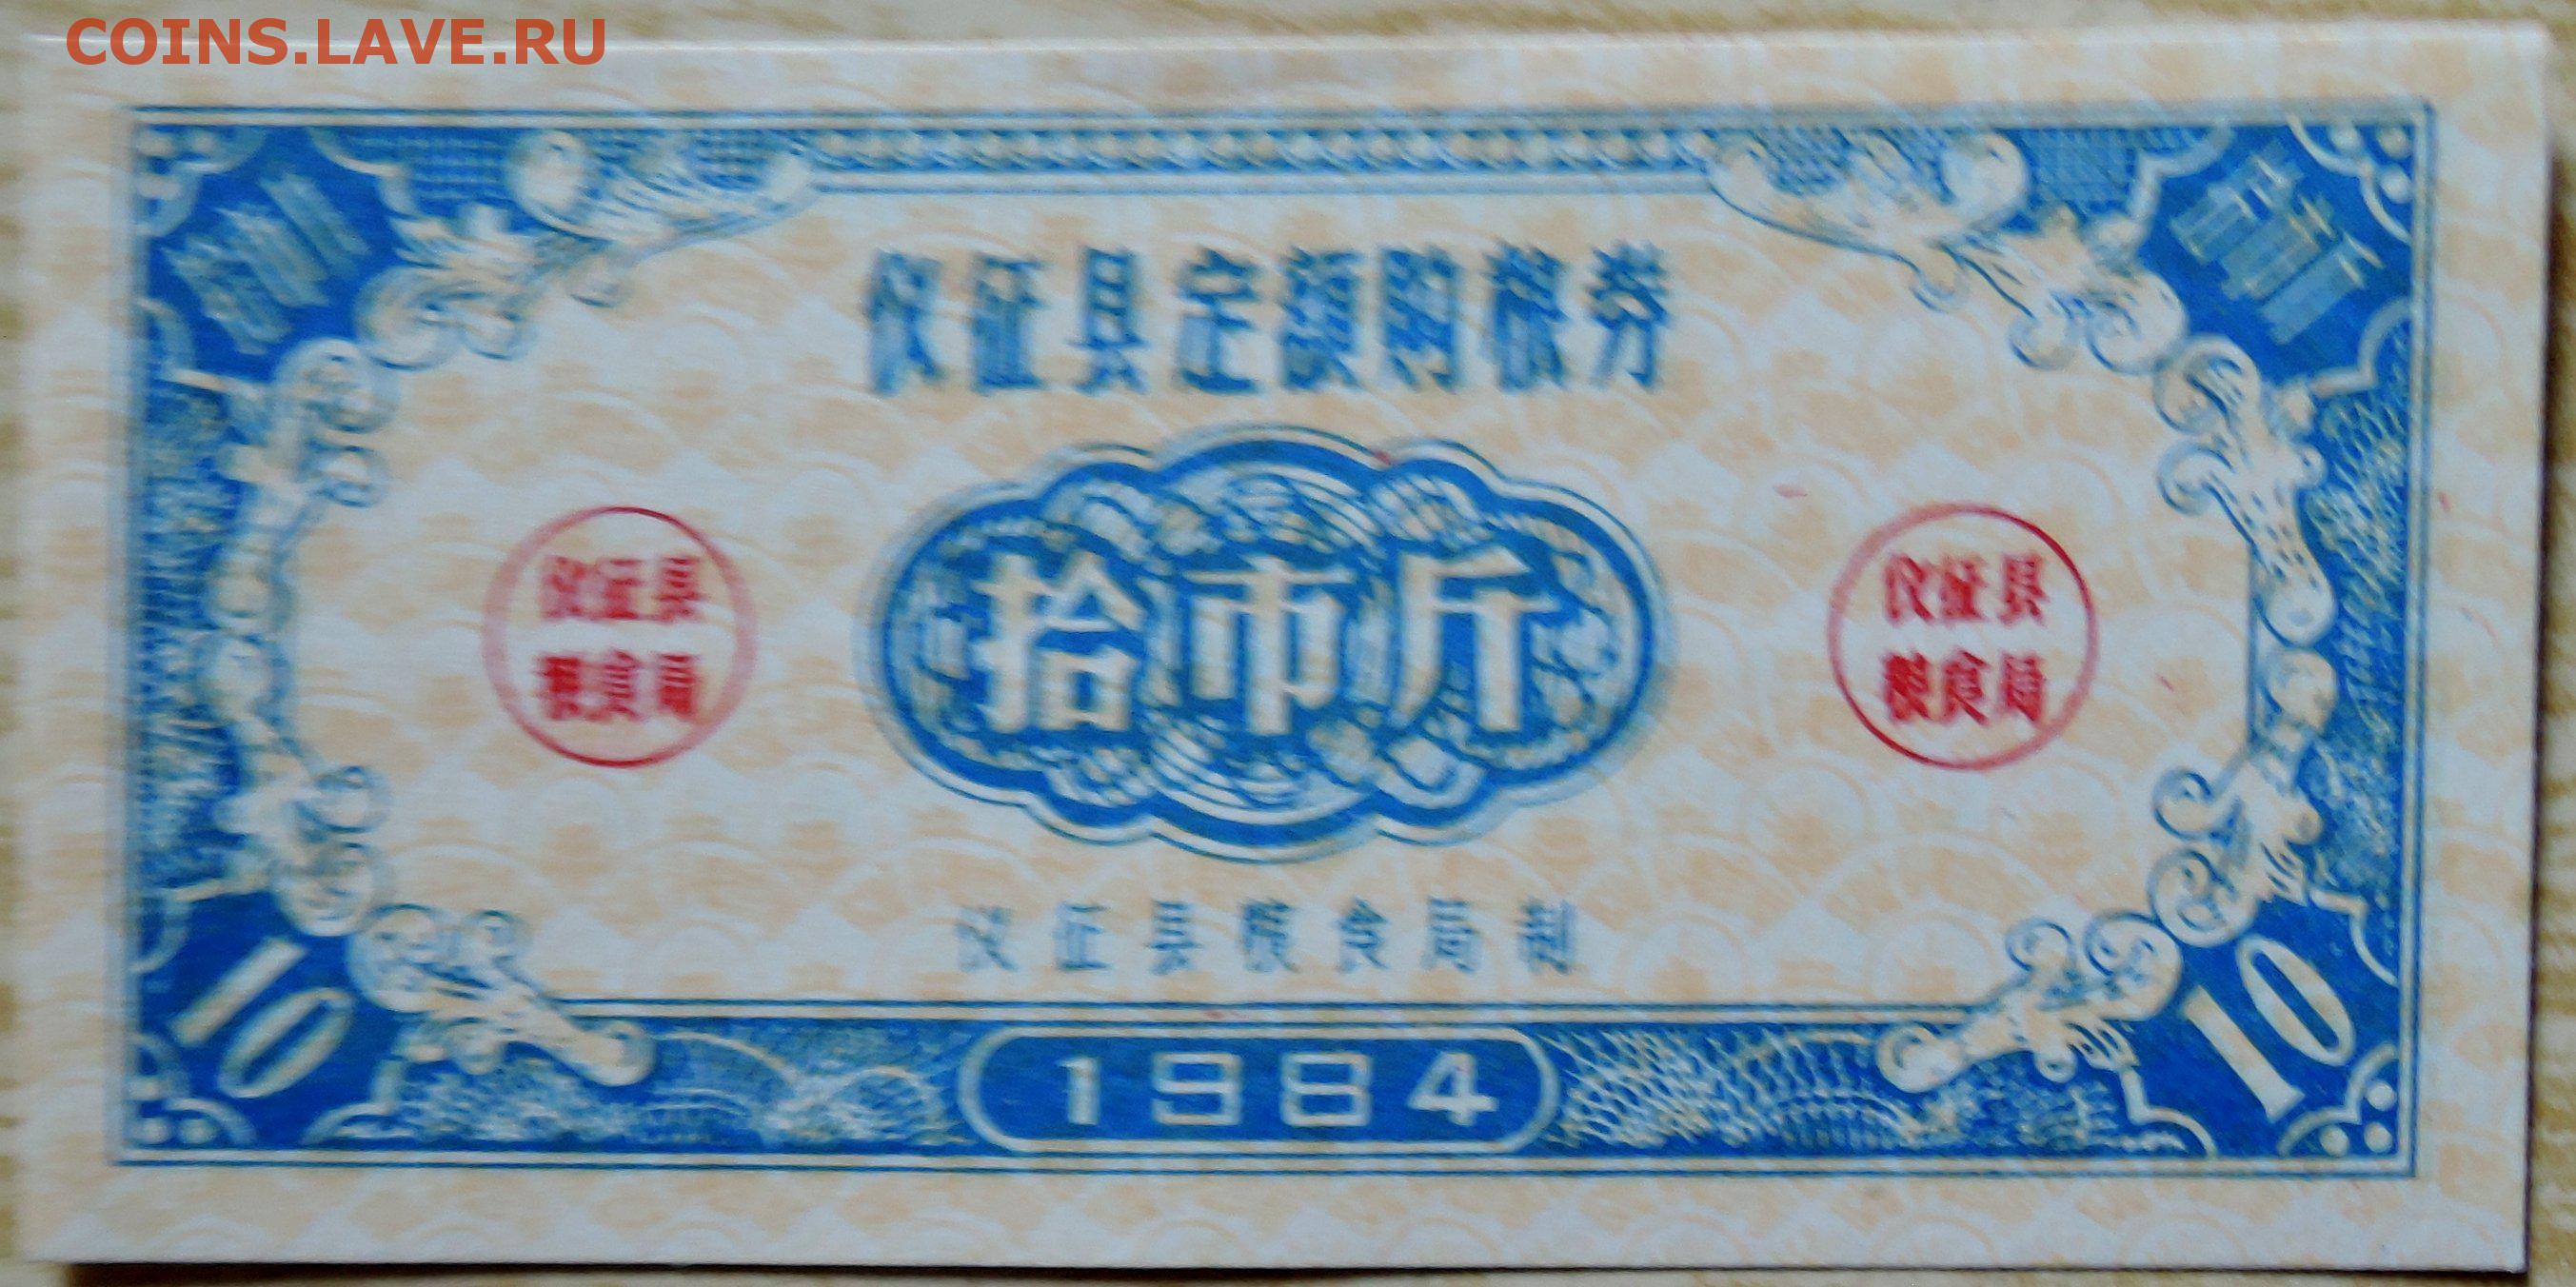 COINS.LAVE.RU
仪征县定额购粮券
仪征县
粮食局
拾市斤
仪征县
粮食局
仪征县粮食局制
10
1984
10